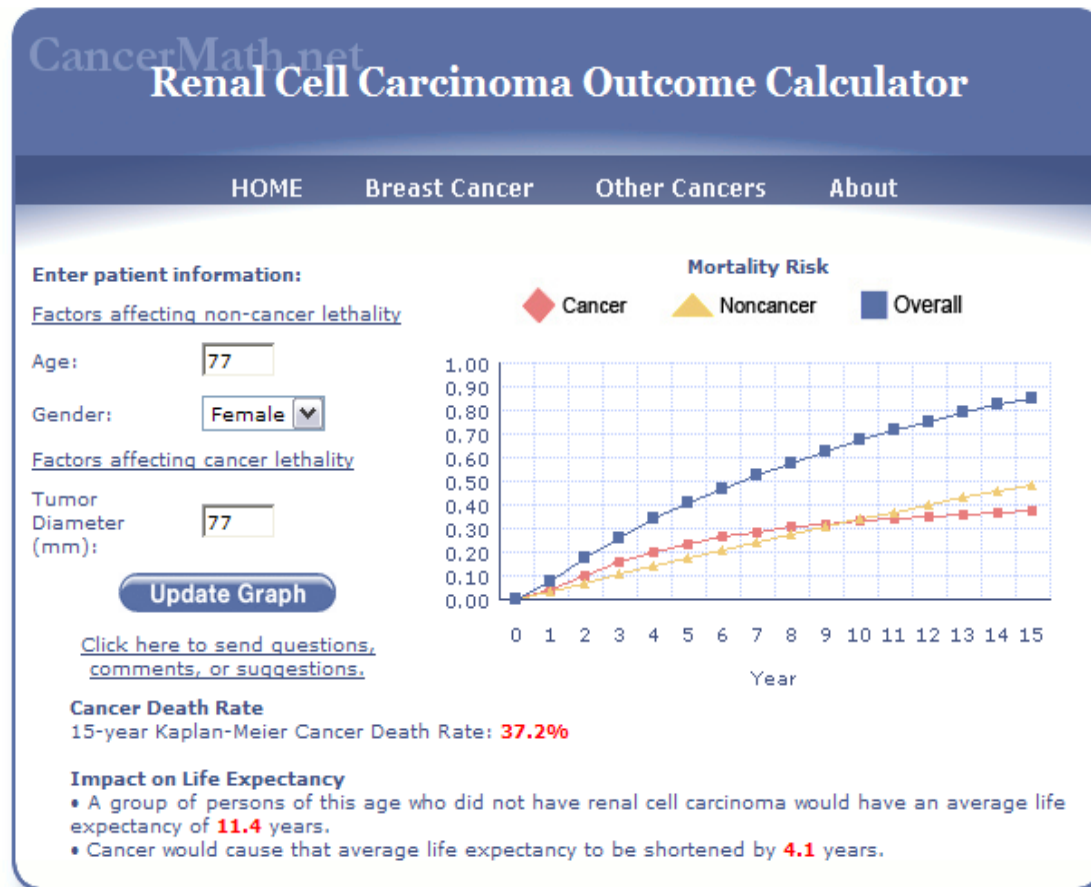 CancerMath.net
Renal Cell Carcinoma Outcome Calculator
HOME Breast Cancer Other Cancers About
Enter patient information:
Factors affecting non-cancer lethality
Age: 77
Gender: Female
Factors affecting cancer lethality
Tumor
Diameter
(mm): 77
Update Graph
Click here to send questions,
comments, or suggestions.
Mortality Risk
Cancer Noncancer Overall
1.00
0.90
0.80
0.70
0.60
0.50
0.40
0.30
0.20
0.10
0.00
0 1 2 3 4 5 6 7 8 9 10 11 12 13 14 15
Year
Cancer Death Rate
15-year Kaplan-Meier Cancer Death Rate: 37.2%
Impact on Life Expectancy
• A group of persons of this age who did not have renal cell carcinoma would have an average life
expectancy of 11.4 years.
• Cancer would cause that average life expectancy to be shortened by 4.1 years.